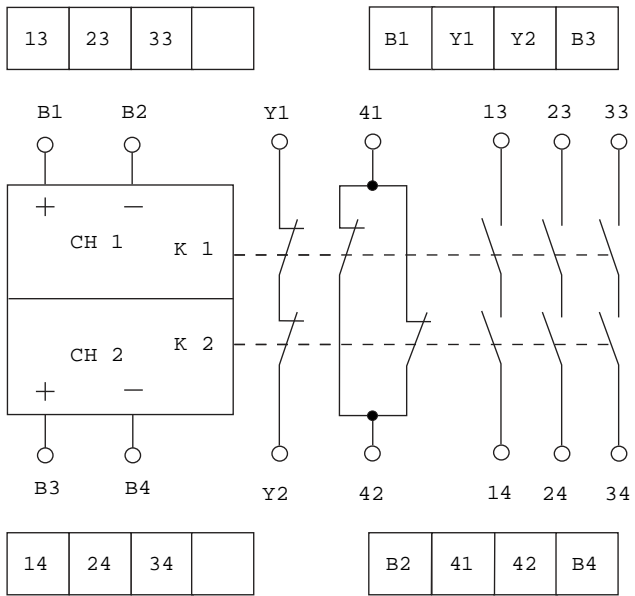 13 23 33 B1 Y1 Y2 B3
B1 B2 Y1 41 13 23 33
+ −
CH 1 K 1
CH 2 K 2
+ −
B3 B4 Y2 42 14 24 34
14 24 34 B2 41 42 B4